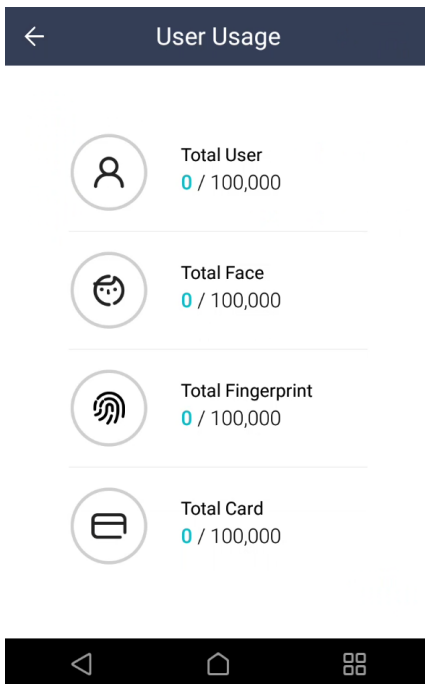 User Usage
Total User
0 / 100,000
Total Face
0 / 100,000
Total Fingerprint
0 / 100,000
Total Card
0 / 100,000